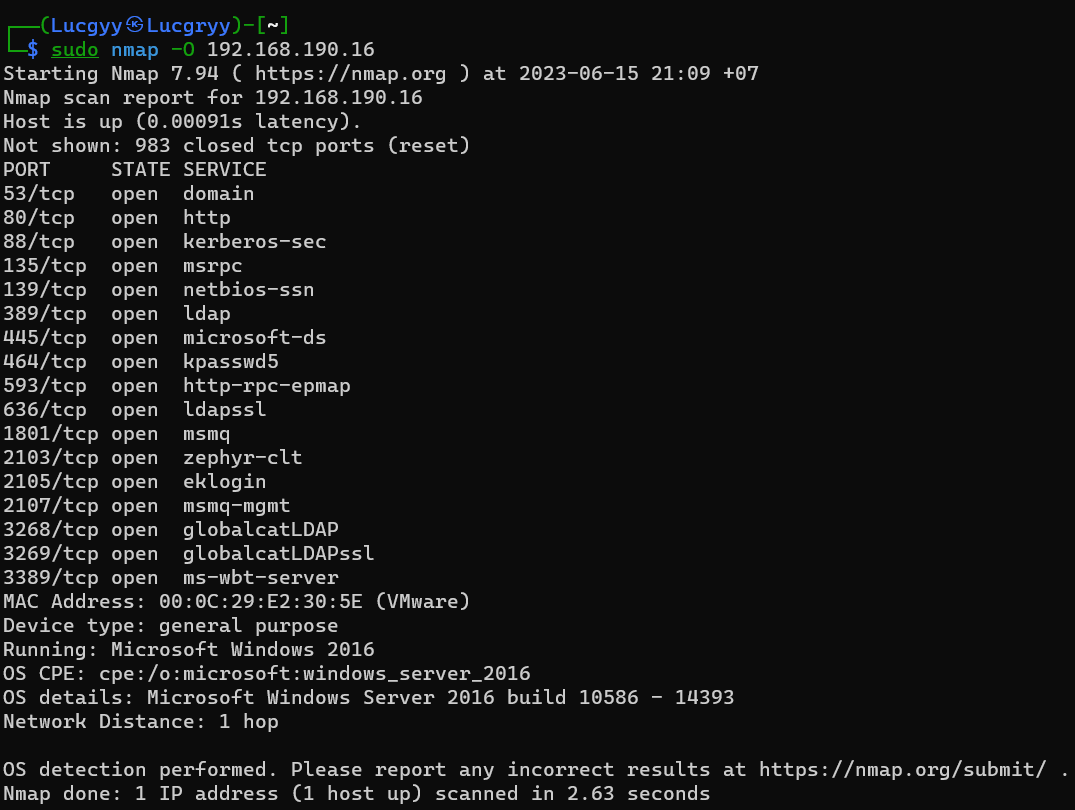 ┌──(Lucgyy㉿Lucgryy)-[~]
└─$ sudo nmap -O 192.168.190.16
Starting Nmap 7.94 ( https://nmap.org ) at 2023-06-15 21:09 +07
Nmap scan report for 192.168.190.16
Host is up (0.00091s latency).
Not shown: 983 closed tcp ports (reset)
PORT     STATE SERVICE
53/tcp   open  domain
80/tcp   open  http
88/tcp   open  kerberos-sec
135/tcp  open  msrpc
139/tcp  open  netbios-ssn
389/tcp  open  ldap
445/tcp  open  microsoft-ds
464/tcp  open  kpasswd5
593/tcp  open  http-rpc-epmap
636/tcp  open  ldapssl
1801/tcp open  msmq
2103/tcp open  zephyr-clt
2105/tcp open  eklogin
2107/tcp open  msmq-mgmt
3268/tcp open  globalcatLDAP
3269/tcp open  globalcatLDAPssl
3389/tcp open  ms-wbt-server
MAC Address: 00:0C:29:E2:30:5E (VMware)
Device type: general purpose
Running: Microsoft Windows 2016
OS CPE: cpe:/o:microsoft:windows_server_2016
OS details: Microsoft Windows Server 2016 build 10586 - 14393
Network Distance: 1 hop

OS detection performed. Please report any incorrect results at https://nmap.org/submit/ .
Nmap done: 1 IP address (1 host up) scanned in 2.63 seconds